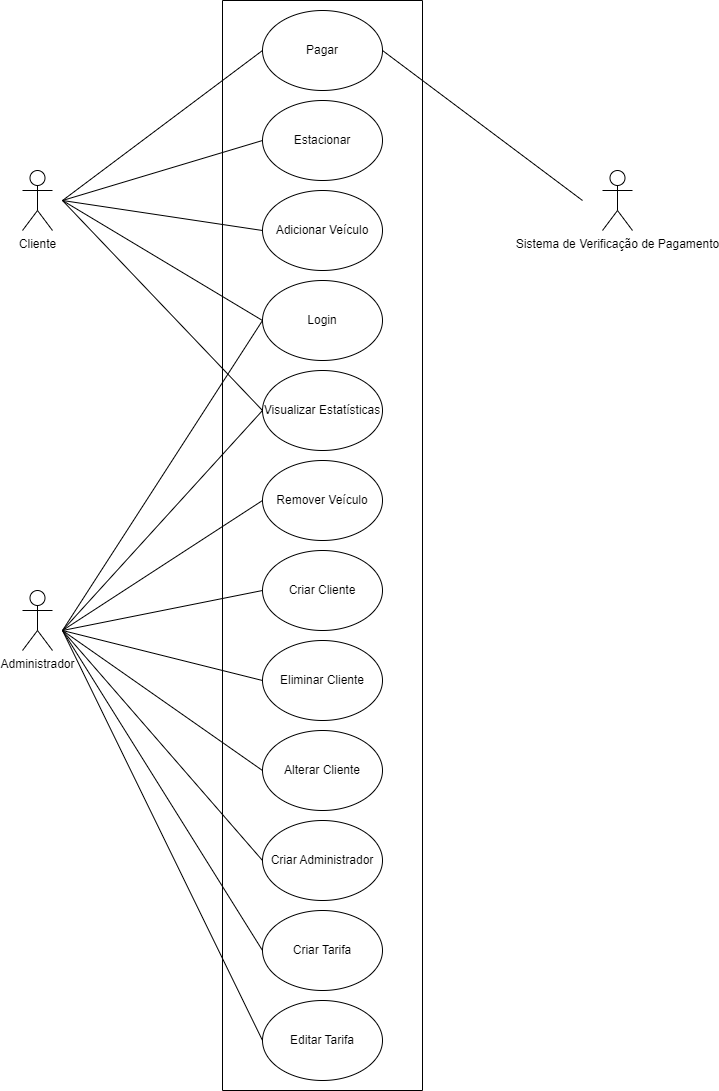 Pagar
Estacionar
Cliente
Adicionar Veículo
Sistema de Verificação de Pagamento
Login
Visualizar Estatísticas
Remover Veículo
Criar Cliente
Administrador
Eliminar Cliente
Alterar Cliente
Criar Administrador
Criar Tarifa
Editar Tarifa